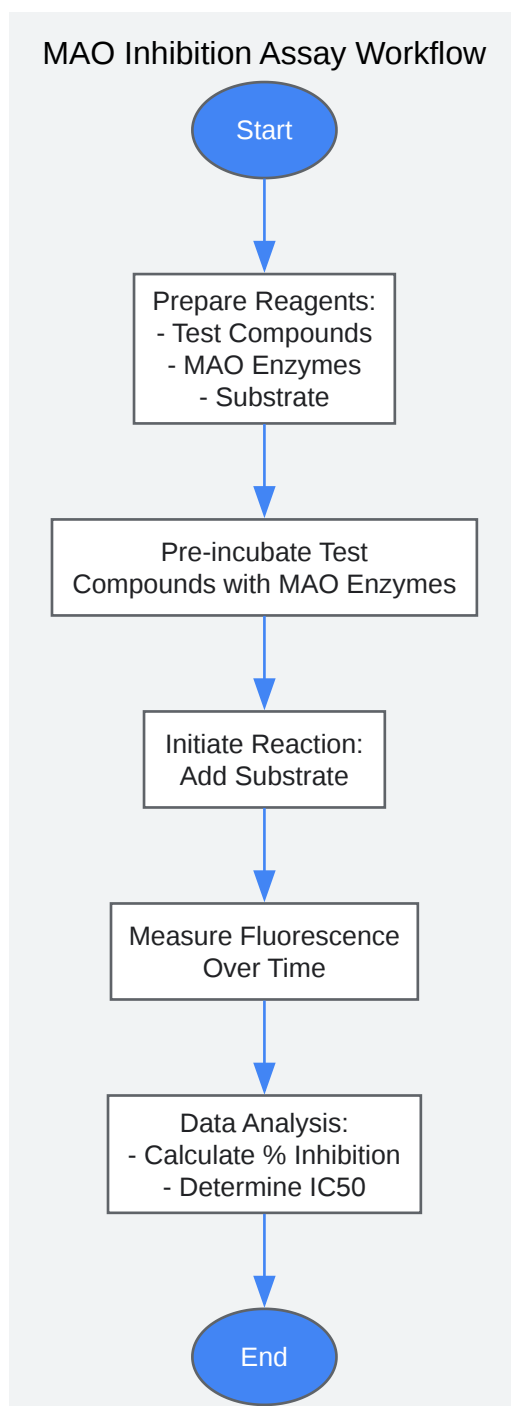 MAO Inhibition Assay Workflow
Start
Prepare Reagents:
- Test Compounds
- MAO Enzymes
- Substrate
Pre-incubate Test
Compounds with MAO Enzymes
Initiate Reaction:
Add Substrate
Measure Fluorescence
Over Time
Data Analysis:
- Calculate % Inhibition
- Determine IC50
End